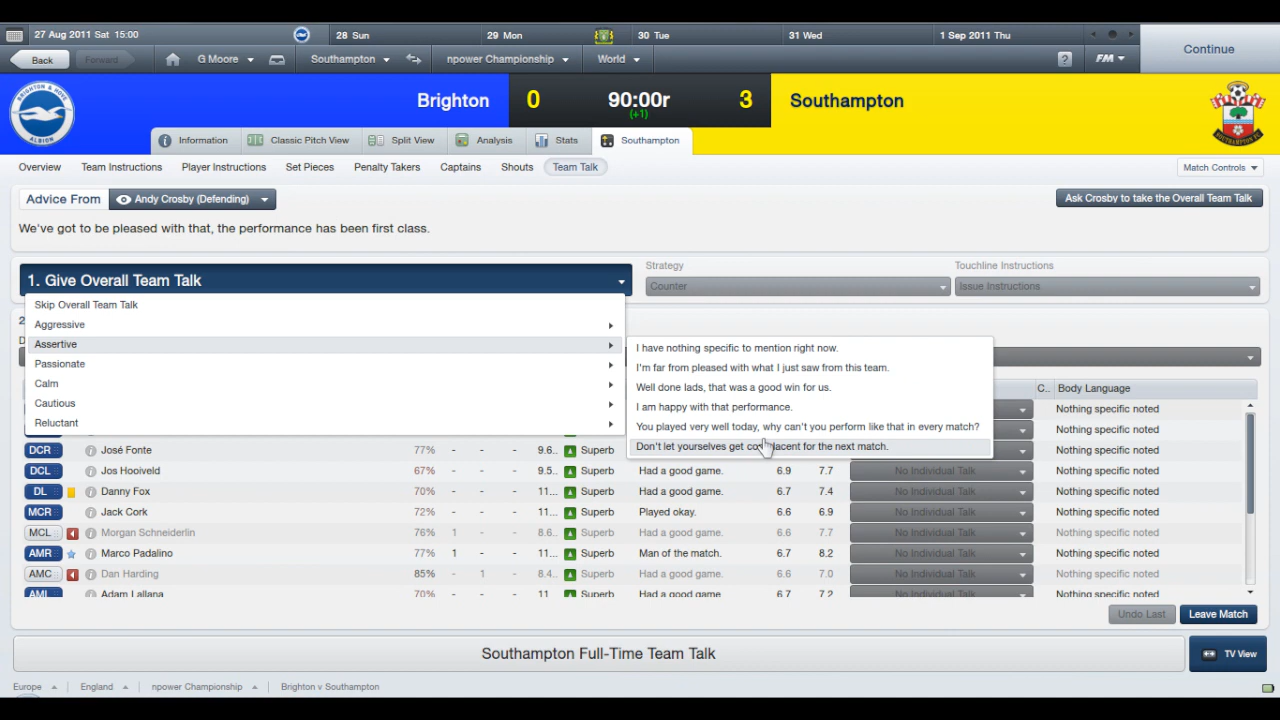 27 Aug 2011 Sat 15:00 28 Sun 29 Mon 30 Tue 31 Wed 1 Sep 2011 Thu
Back Forward G Moore Southampton npower Championship World ? FM Continue
Brighton 0 90:00r 3 Southampton
(+1)
Information Classic Pitch View Split View Analysis Stats Southampton
Overview Team Instructions Player Instructions Set Pieces Penalty Takers Captains Shouts Team Talk Match Controls
Advice From Andy Crosby (Defending) Ask Crosby to take the Overall Team Talk
We've got to be pleased with that, the performance has been first class.
Strategy Touchline Instructions
1. Give Overall Team Talk Counter Issue Instructions
Skip Overall Team Talk
Aggressive
Assertive
Passionate
Calm
Cautious
Reluctant
I have nothing specific to mention right now.
I'm far from pleased with what I just saw from this team.
Well done lads, that was a good win for us.
I am happy with that performance.
You played very well today, why can't you perform like that in every match?
Don't let yourselves get complacent for the next match.
C.. Body Language
Nothing specific noted
Nothing specific noted
DCR José Fonte 77% - - - 9.6.. Superb Nothing specific noted
DCL Jos Hooiveld 67% - - - 9.5.. Superb Had a good game. 6.9 7.7 No Individual Talk Nothing specific noted
DL Danny Fox 70% - - - 11... Superb Had a good game. 6.7 7.4 No Individual Talk Nothing specific noted
MCR Jack Cork 72% - - - 11... Superb Played okay. 6.6 6.9 No Individual Talk Nothing specific noted
MCL Morgan Schneiderlin 76% 1 - - 8.6.. Superb Had a good game. 6.6 7.7 No Individual Talk Nothing specific noted
AMR Marco Padalino 77% 1 - - 11... Superb Man of the match. 6.7 8.2 No Individual Talk Nothing specific noted
AMC Dan Harding 85% - 1 - 8.4.. Superb Had a good game. 6.6 7.0 No Individual Talk Nothing specific noted
AML Adam Lallana 70% - - - 11 Superb Had a good game. 6.7 7.2 No Individual Talk Nothing specific noted
Undo Last Leave Match
Southampton Full-Time Team Talk TV View
Europe England npower Championship Brighton v Southampton